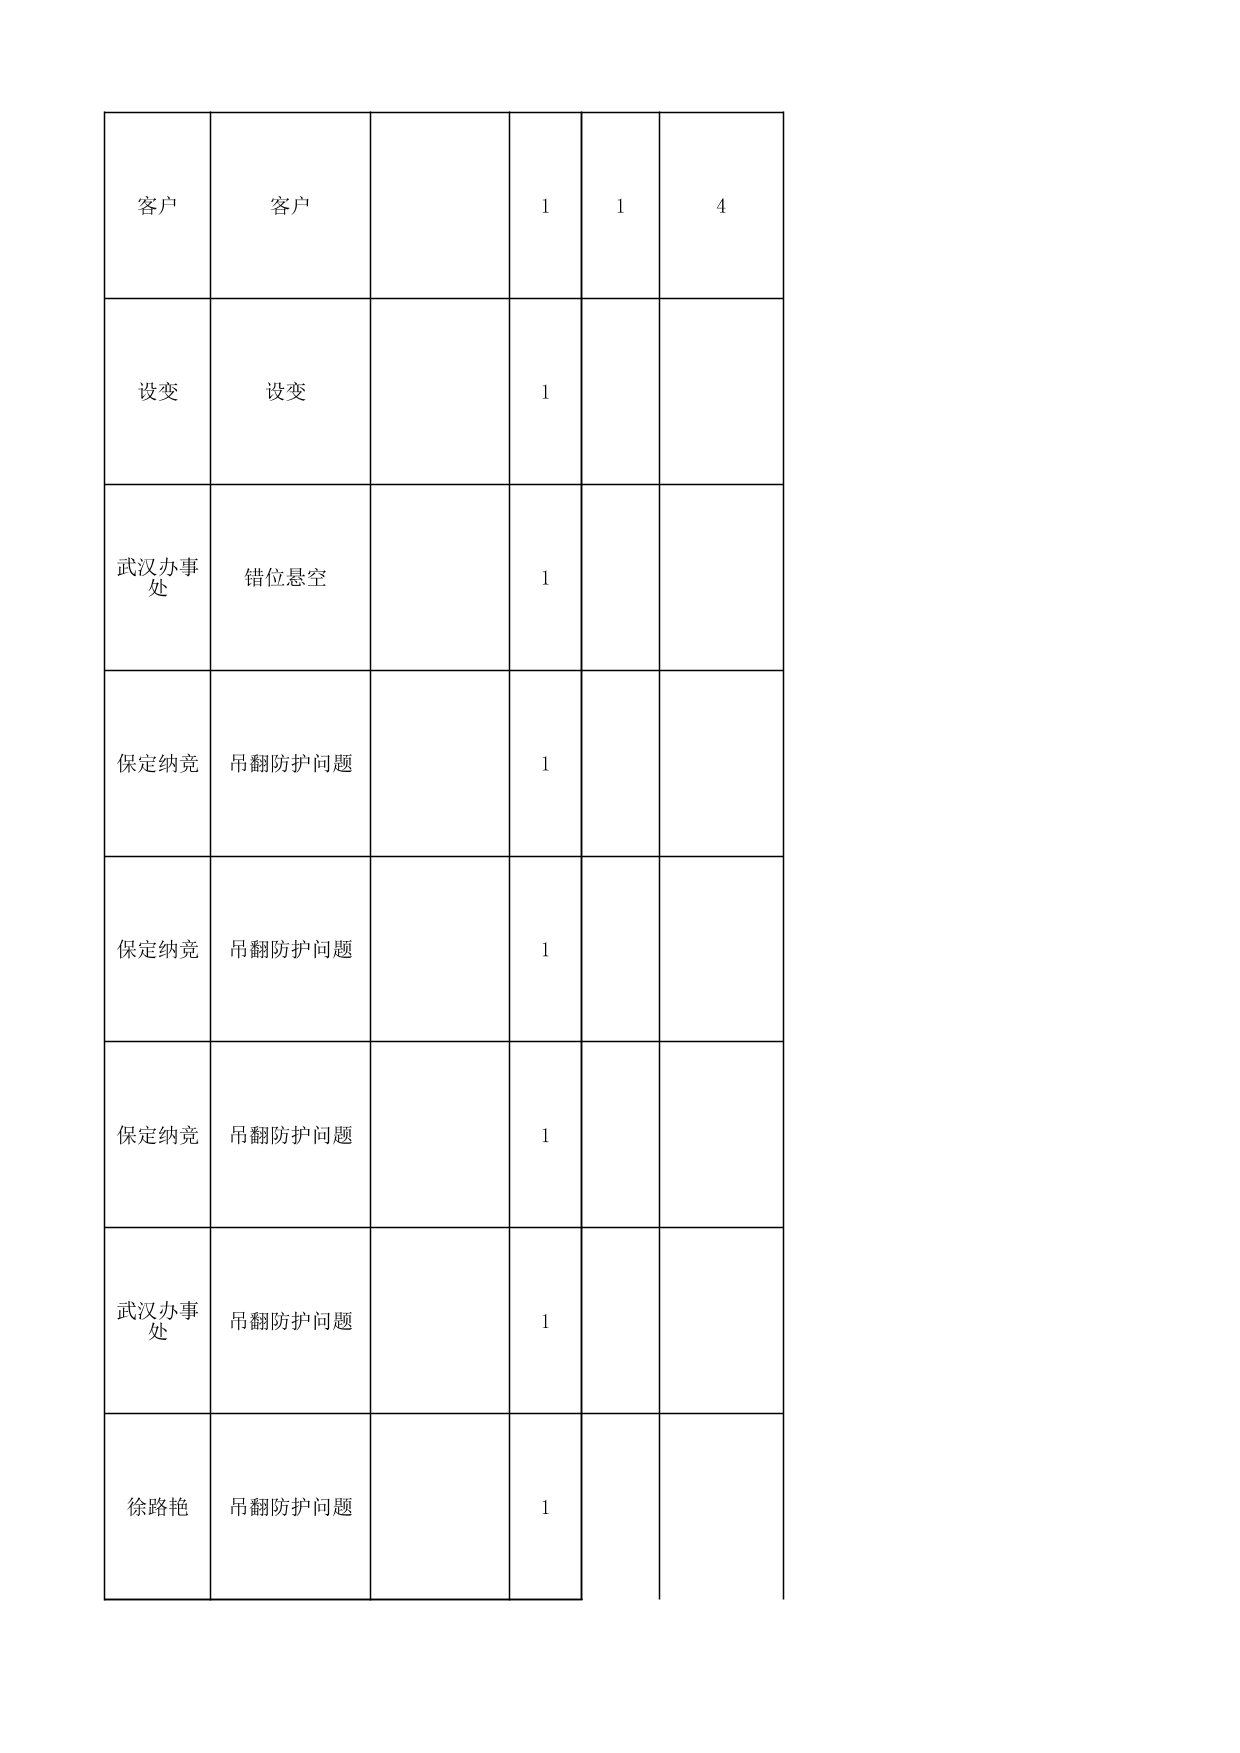 客户 客户 1 1 4
设变 设变 1
武汉办事
处 错位悬空 1
保定纳竞 吊翻防护问题 1
保定纳竞 吊翻防护问题 1
保定纳竞 吊翻防护问题 1
武汉办事
处 吊翻防护问题 1
徐路艳 吊翻防护问题 1